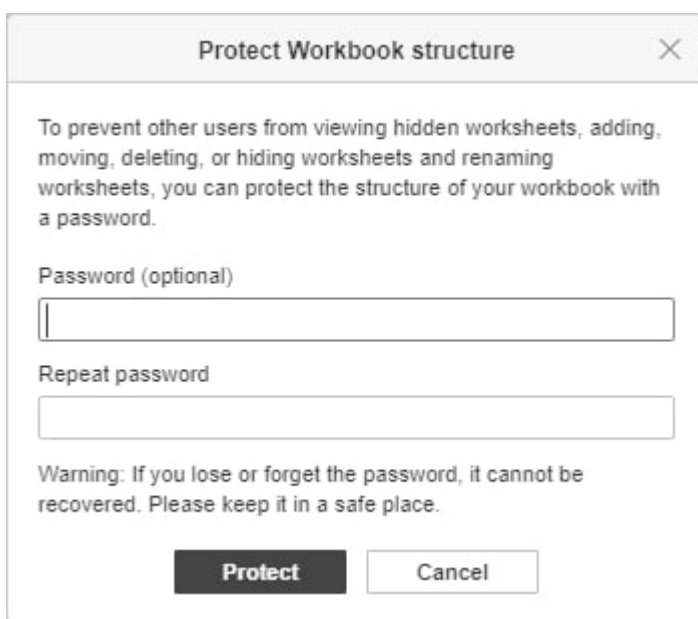 Protect Workbook structure
To prevent other users from viewing hidden worksheets, adding,
moving, deleting, or hiding worksheets and renaming
worksheets, you can protect the structure of your workbook with
a password.
Password (optional)
Repeat password
Warning: If you lose or forget the password, it cannot be
recovered. Please keep it in a safe place.
Protect Cancel